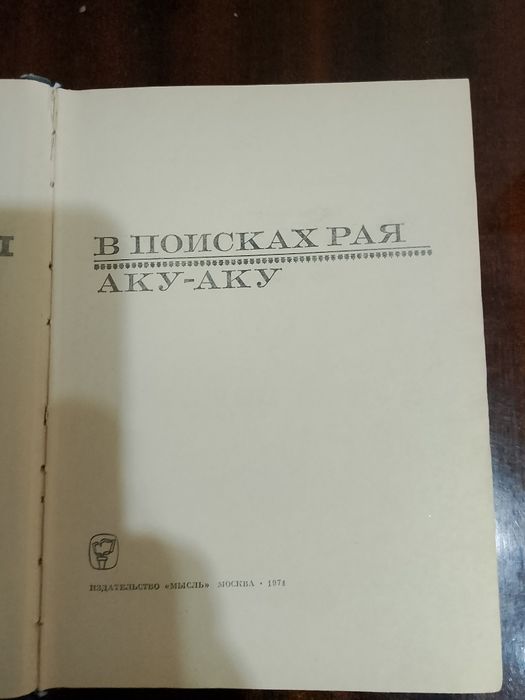 В ПОИСКАХ РАЯ
АКУ-АКУ
ИЗДАТЕЛЬСТВО «МЫСЛЬ» МОСКВА · 1971